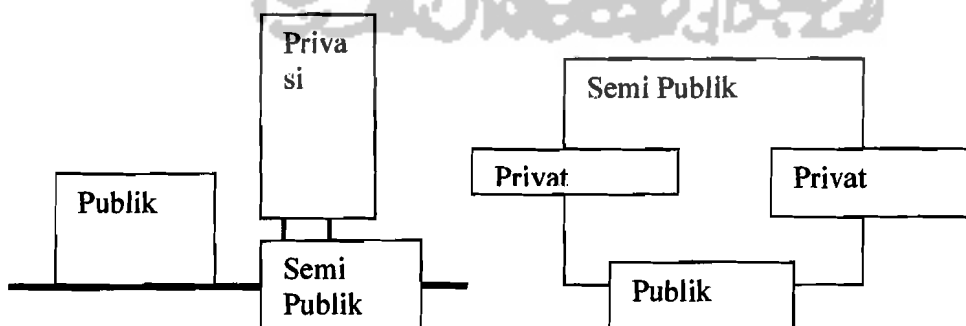 Priva
si
Publik
Semi
Publik
Semi Publik
Privat
Privat
Publik